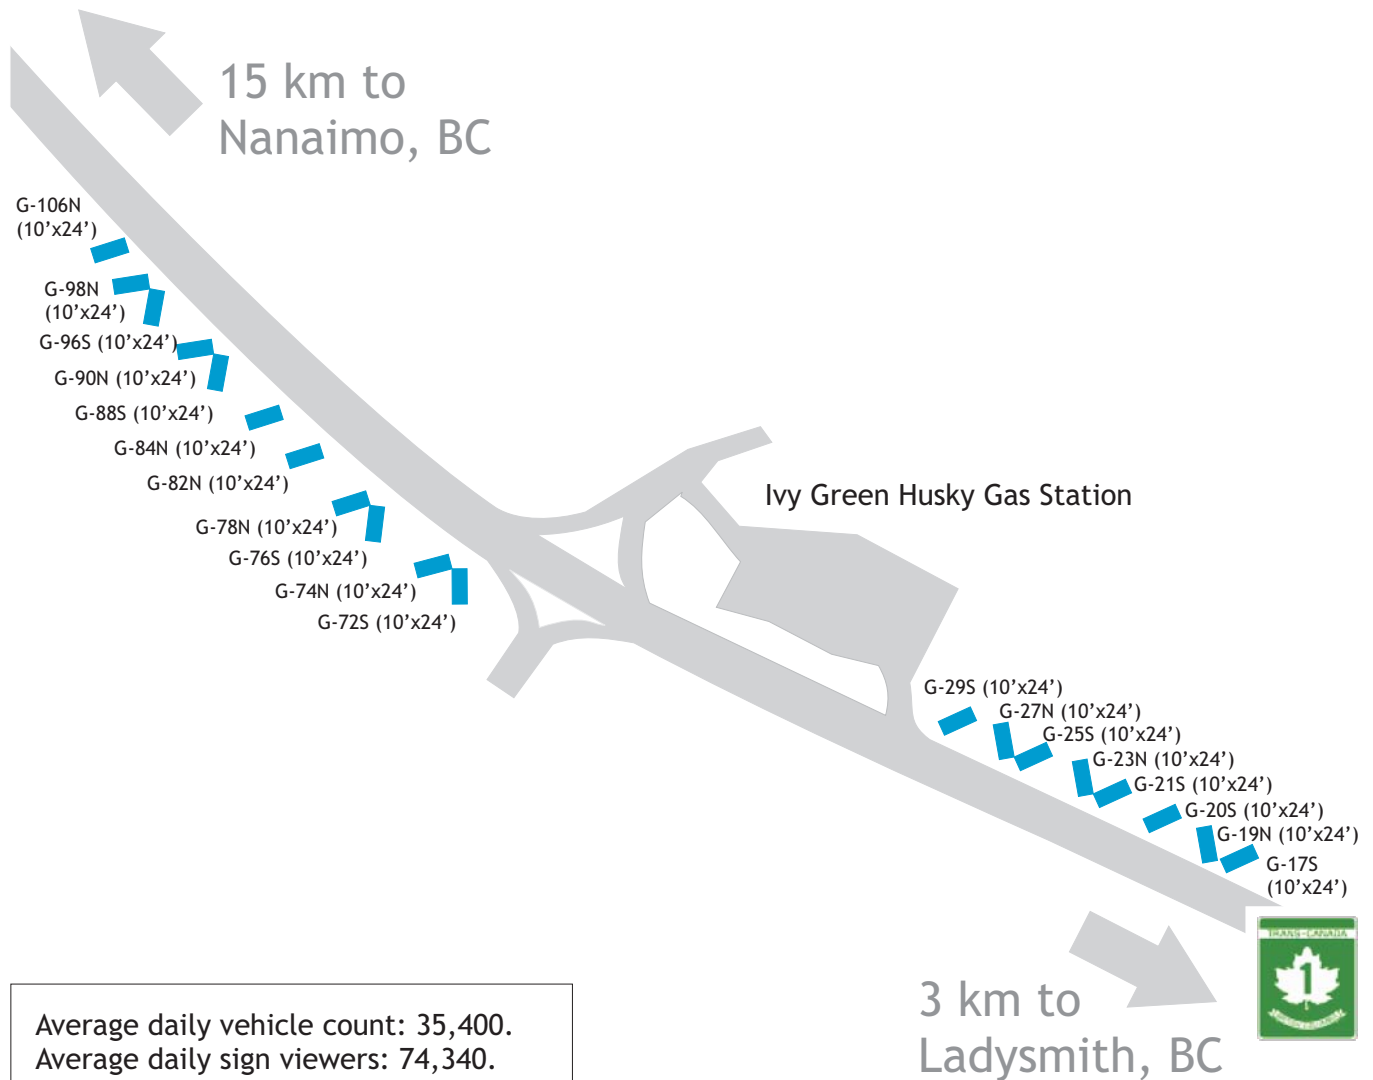 15 km to
Nanaimo, BC
G-106N
(10’x24’)
G-98N
(10’x24’)
G-96S (10’x24’)
G-90N (10’x24’)
G-88S (10’x24’)
G-84N (10’x24’)
G-82N (10’x24’)
G-78N (10’x24’)
G-76S (10’x24’)
G-74N (10’x24’)
G-72S (10’x24’)
Ivy Green Husky Gas Station
G-29S (10’x24’)
G-27N (10’x24’)
G-25S (10’x24’)
G-23N (10’x24’)
G-21S (10’x24’)
G-20S (10’x24’)
G-19N (10’x24’)
G-17S
(10’x24’)
TRANS-CANADA
1
3 km to
Ladysmith, BC
Average daily vehicle count: 35,400.
Average daily sign viewers: 74,340.